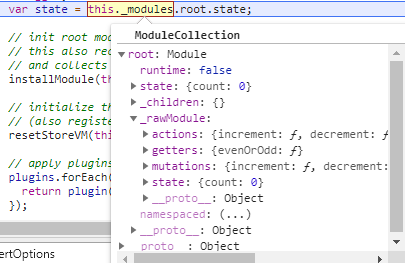 var state = this._modules.root.state;
ModuleCollection
// init root mod
// this also rec
// and collects
installModule(th
// initialize th
// (also registe
resetStoreVM(thi
// apply plugins
plugins.forEach(
return plugin(
});
ertOptions
root: Module
runtime: false
state: {count: 0}
_children: {}
_rawModule:
actions: {increment: ƒ, decrement: ƒ
getters: {evenOrOdd: ƒ}
mutations: {increment: ƒ, decrement:
state: {count: 0}
__proto__: Object
namespaced: (...)
__proto__: Object
__proto__: Object